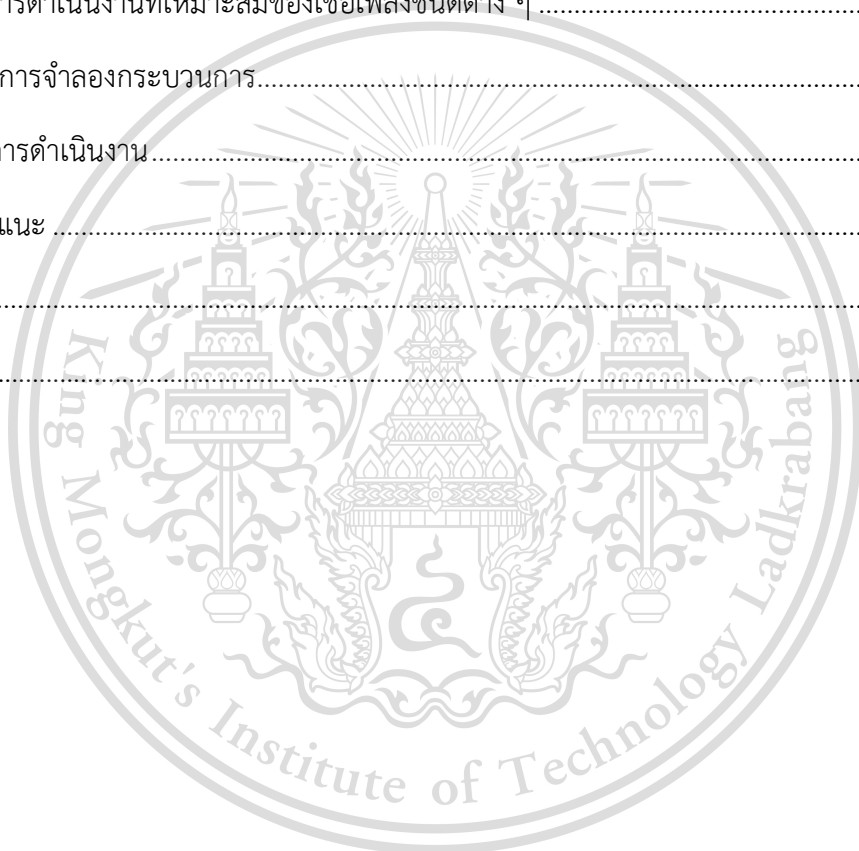 ารดำเนินงานที่เหมาะสมของเชื้อเพลิงชนิดต่าง ๆ ........................................
การจำลองกระบวนการ........................................
การดำเนินงาน........................................
แนะ ........................................
........................................
........................................
King Mongkut's Institute of Technology Ladkrabang